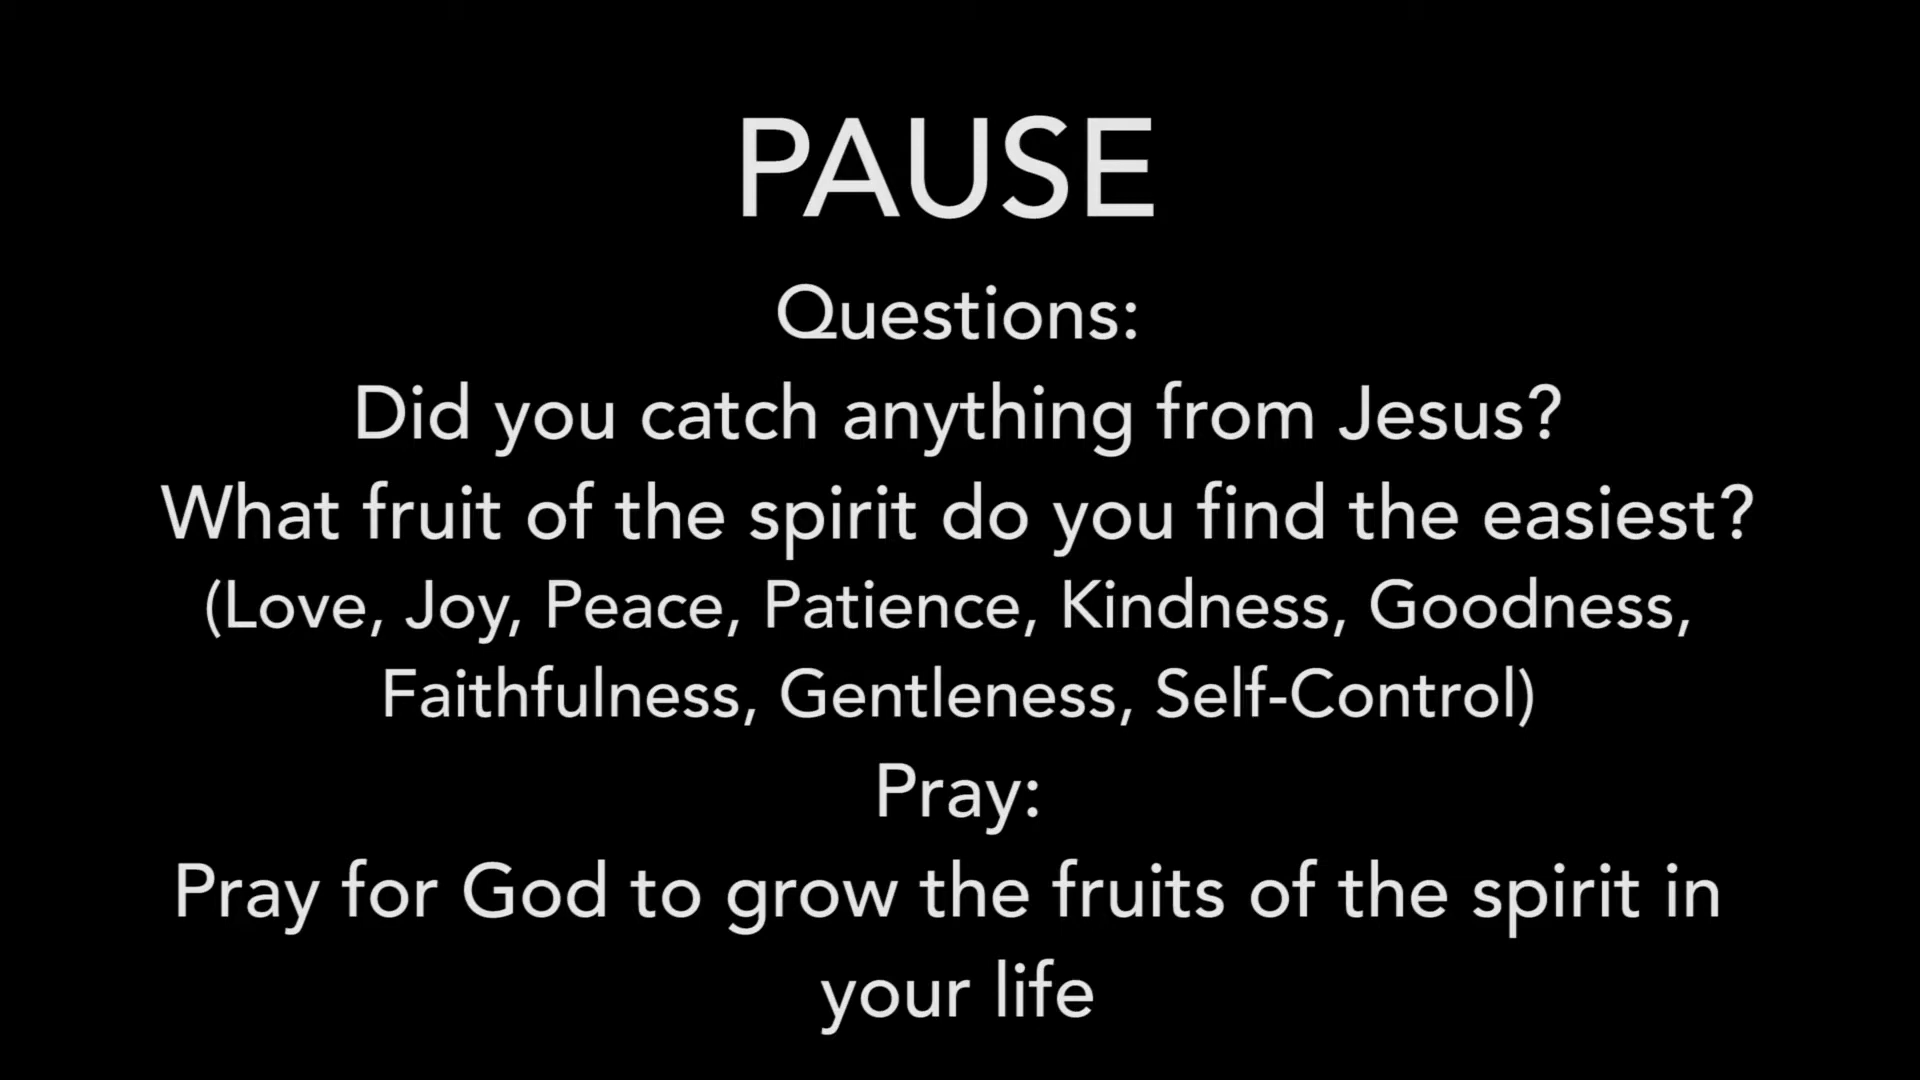 PAUSE
Questions:
Did you catch anything from Jesus?
What fruit of the spirit do you find the easiest?
(Love, Joy, Peace, Patience, Kindness, Goodness,
Faithfulness, Gentleness, Self-Control)
Pray:
Pray for God to grow the fruits of the spirit in
your life